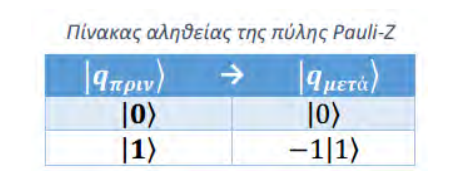 Πίνακας αληθείας της πύλης Pauli-Z
|q_πριν⟩ → |q_μετά⟩
|0⟩ |0⟩
|1⟩ −1|1⟩